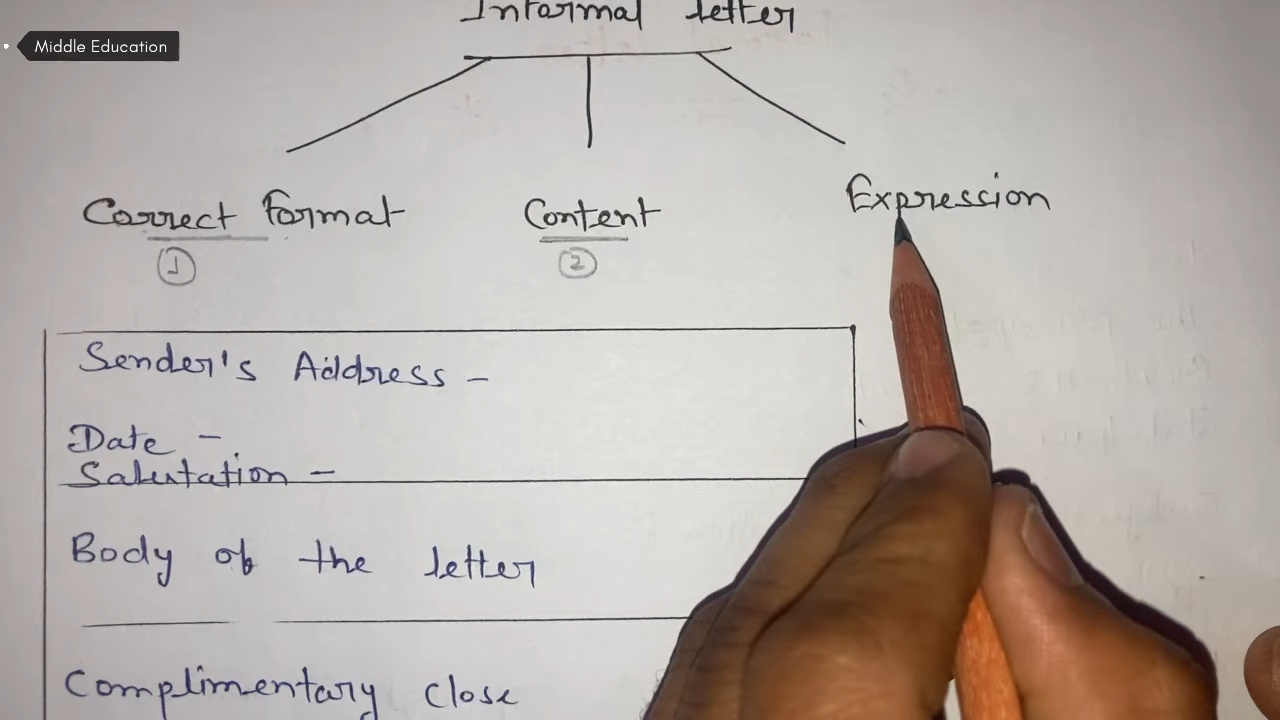 Middle Education
Informal letter
Correct Format
Content
Expression
1
2
Sender's Address -
Date -
Salutation -
Body of the letter
Complimentary close